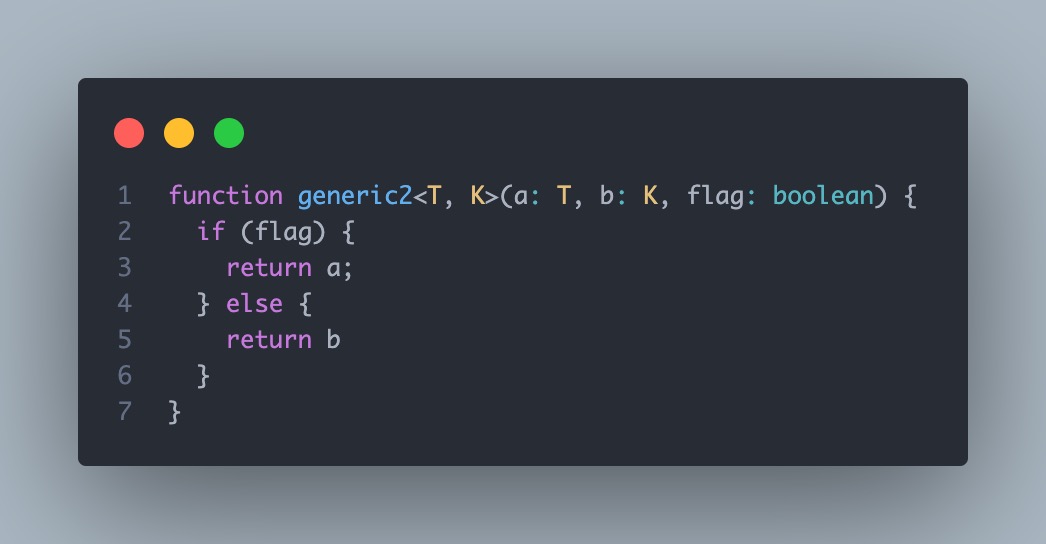 1 function generic2<T, K>(a: T, b: K, flag: boolean) {
2   if (flag) {
3     return a;
4   } else {
5     return b
6   }
7 }